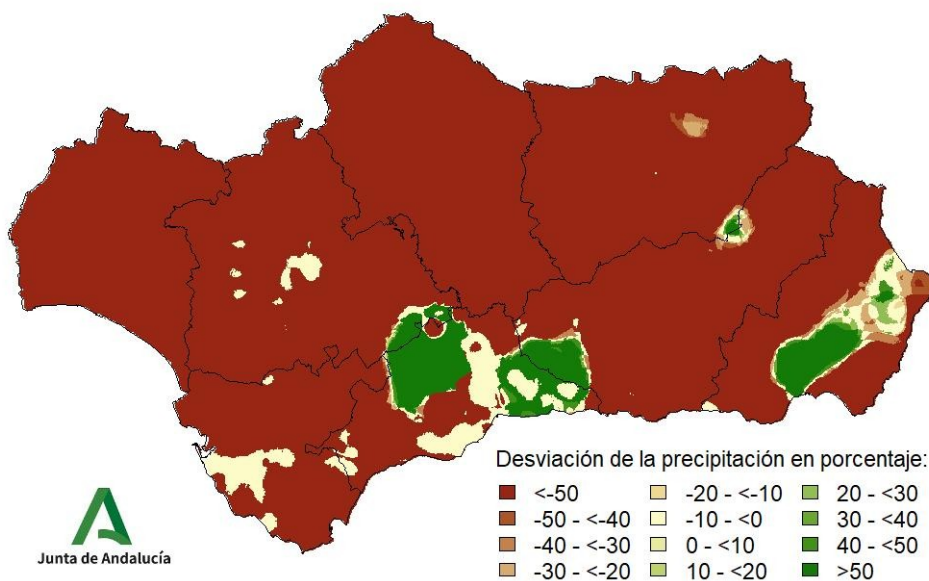 Desviación de la precipitación en porcentaje:
<-50 -20 - <-10 20 - <30
-50 - <-40 -10 - <0 30 - <40
-40 - <-30 0 - <10 40 - <50
-30 - <-20 10 - <20 >50
Junta de Andalucía